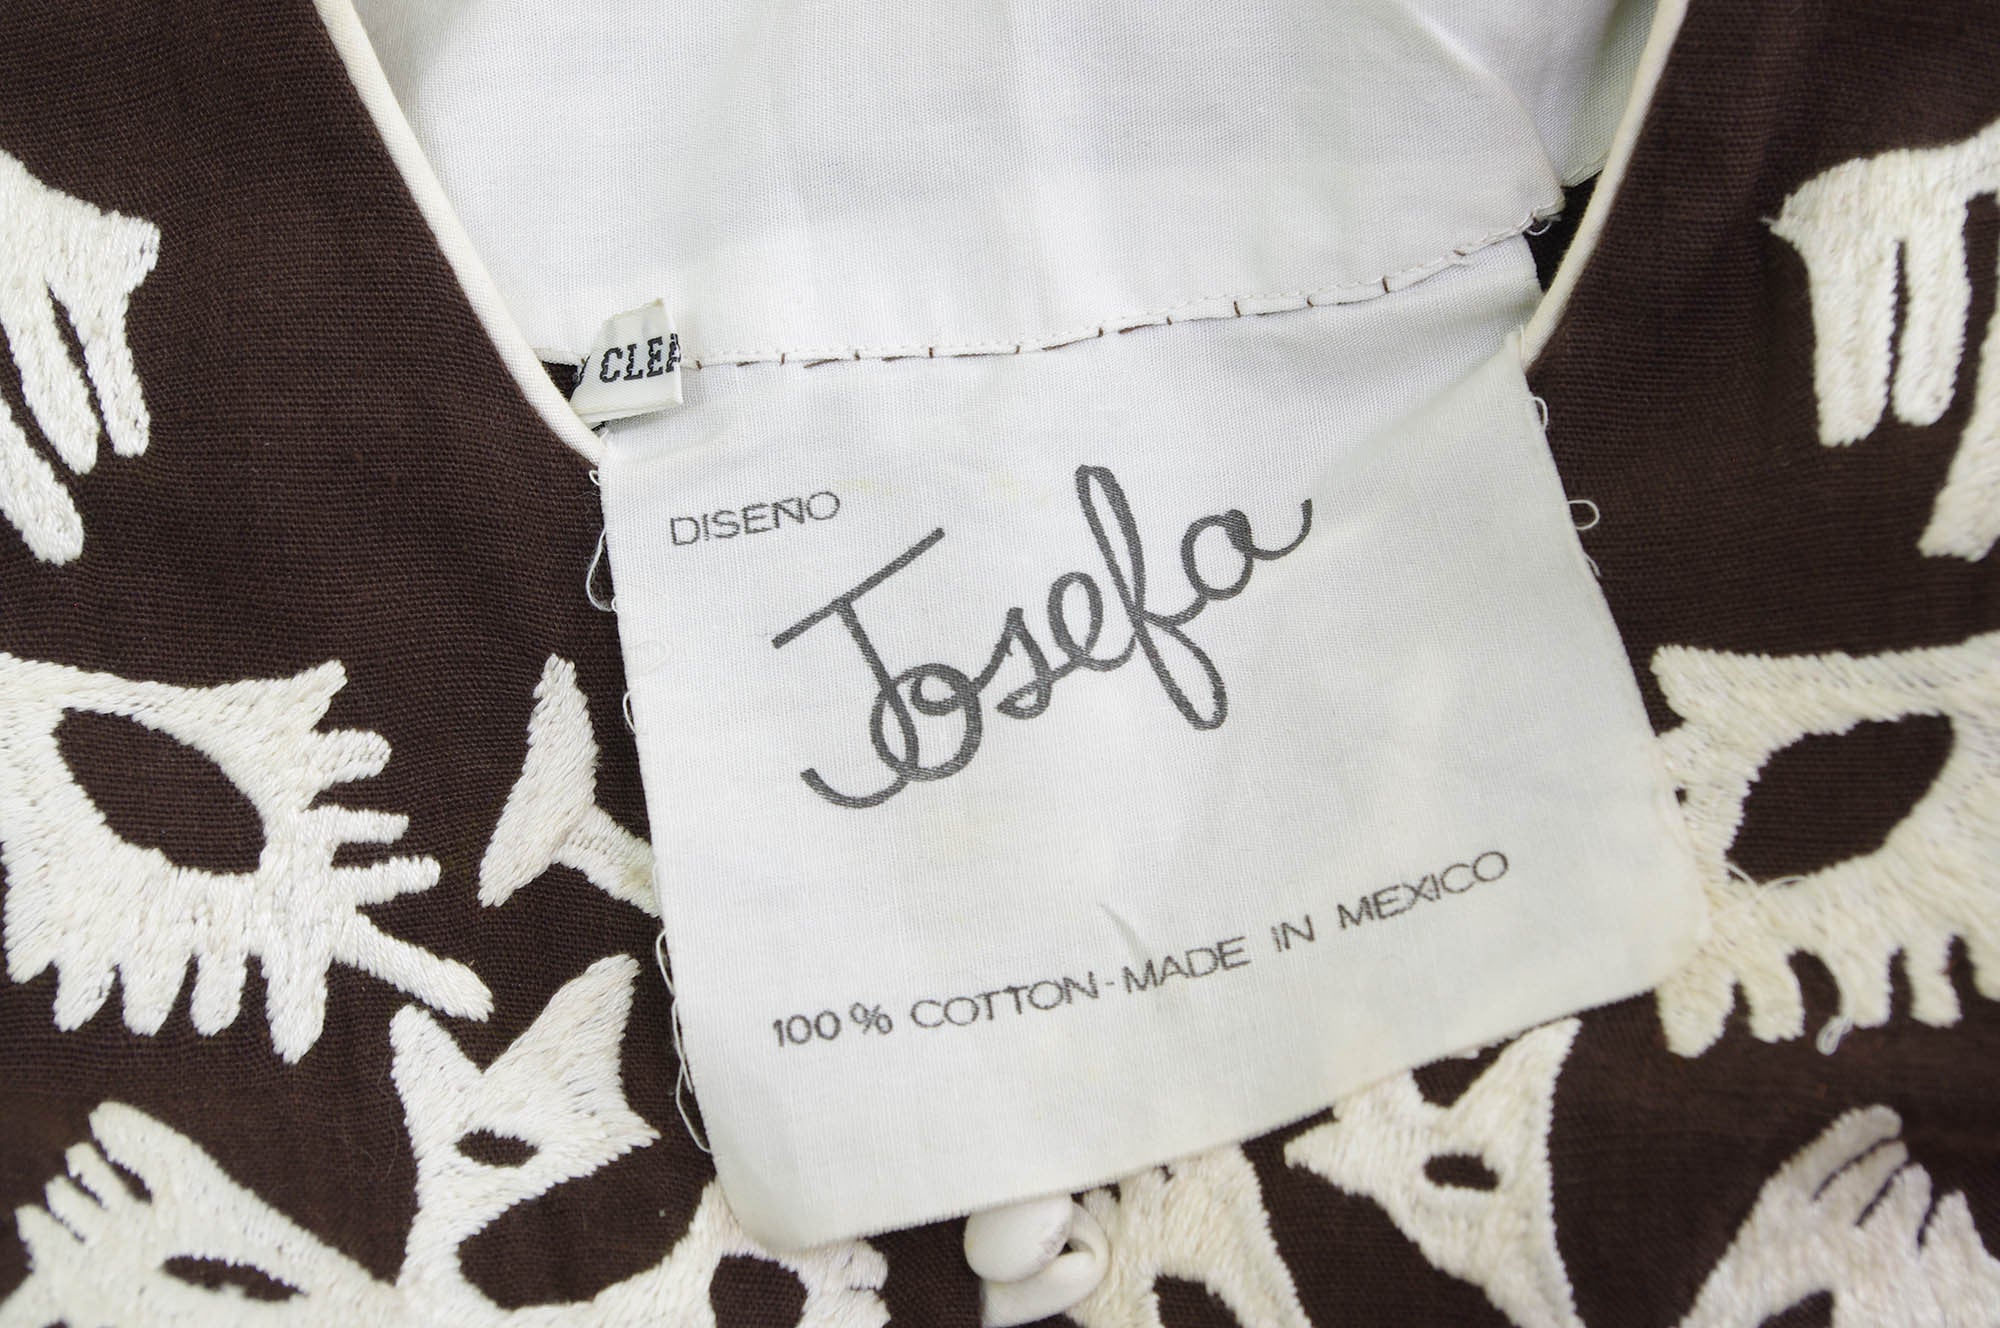 CLEA
DISEÑO
Josefa
100% COTTON-MADE IN MEXICO